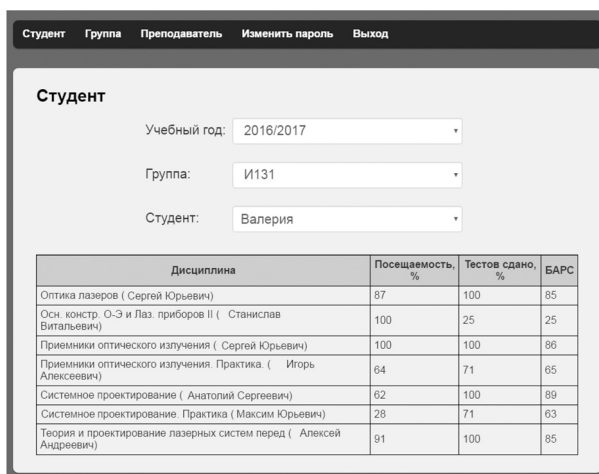 Студент Группа Преподаватель Изменить пароль Выход
Студент
Учебный год: 2016/2017
Группа: И131
Студент: Валерия
Дисциплина Посещаемость, % Тестов сдано, % БАРС
Оптика лазеров ( Сергей Юрьевич) 87 100 85
Осн. констр. О-Э и Лаз. приборов II ( Станислав
Витальевич) 100 25 25
Приемники оптического излучения ( Сергей Юрьевич) 100 100 86
Приемники оптического излучения. Практика. ( Игорь
Алексеевич) 64 71 65
Системное проектирование ( Анатолий Сергеевич) 62 100 89
Системное проектирование. Практика ( Максим Юрьевич) 28 71 63
Теория и проектирование лазерных систем перед ( Алексей
Андреевич) 91 100 85